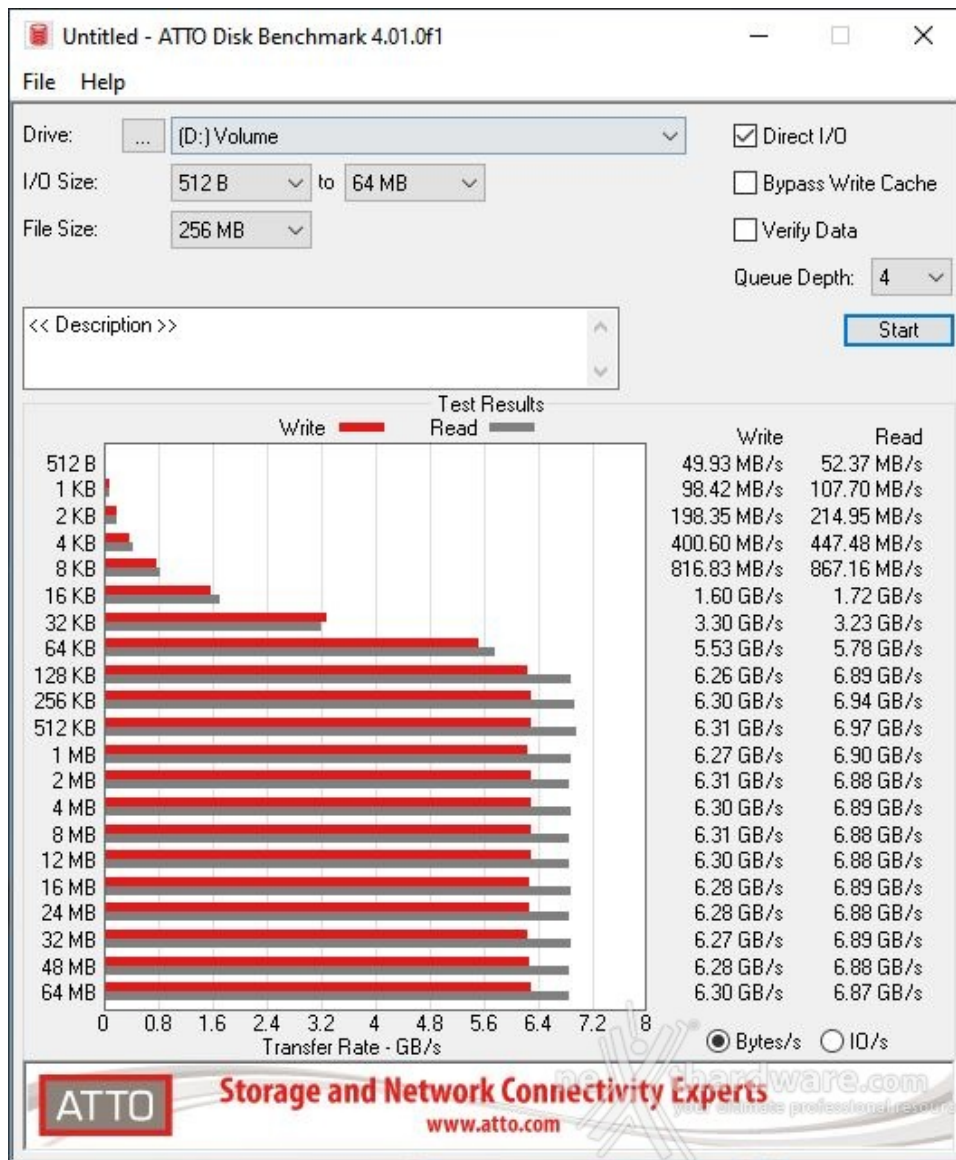 Untitled - ATTO Disk Benchmark 4.01.0f1
File Help
Drive: ... (D:) Volume Direct I/O
I/O Size: 512 B to 64 MB Bypass Write Cache
File Size: 256 MB Verify Data
Queue Depth: 4
<< Description >> Start
Test Results
Write Read Write Read
512 B 49.93 MB/s 52.37 MB/s
1 KB 98.42 MB/s 107.70 MB/s
2 KB 198.35 MB/s 214.95 MB/s
4 KB 400.60 MB/s 447.48 MB/s
8 KB 816.83 MB/s 867.16 MB/s
16 KB 1.60 GB/s 1.72 GB/s
32 KB 3.30 GB/s 3.23 GB/s
64 KB 5.53 GB/s 5.78 GB/s
128 KB 6.26 GB/s 6.89 GB/s
256 KB 6.30 GB/s 6.94 GB/s
512 KB 6.31 GB/s 6.97 GB/s
1 MB 6.27 GB/s 6.90 GB/s
2 MB 6.31 GB/s 6.88 GB/s
4 MB 6.30 GB/s 6.89 GB/s
8 MB 6.31 GB/s 6.88 GB/s
12 MB 6.30 GB/s 6.88 GB/s
16 MB 6.28 GB/s 6.89 GB/s
24 MB 6.28 GB/s 6.88 GB/s
32 MB 6.27 GB/s 6.89 GB/s
48 MB 6.28 GB/s 6.88 GB/s
64 MB 6.30 GB/s 6.87 GB/s
0 0.8 1.6 2.4 3.2 4 4.8 5.6 6.4 7.2 8
Transfer Rate - GB/s Bytes/s IO/s
ATTO Storage and Network Connectivity Experts
www.atto.com
nexthardware.com
your ultimate professional resource